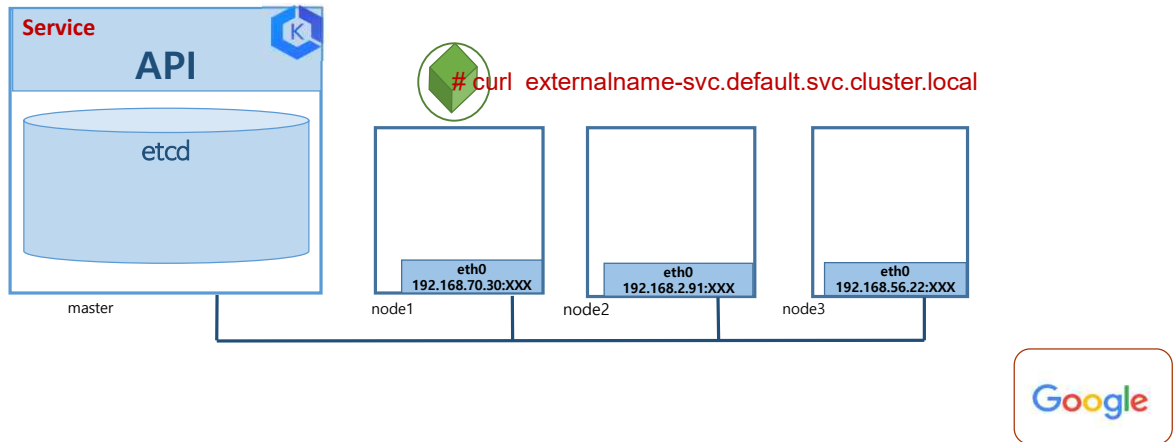 Service
K
API
etcd
master
# curl externalname-svc.default.svc.cluster.local
eth0
192.168.70.30:XXX
node1
eth0
192.168.2.91:XXX
node2
eth0
192.168.56.22:XXX
node3
Google